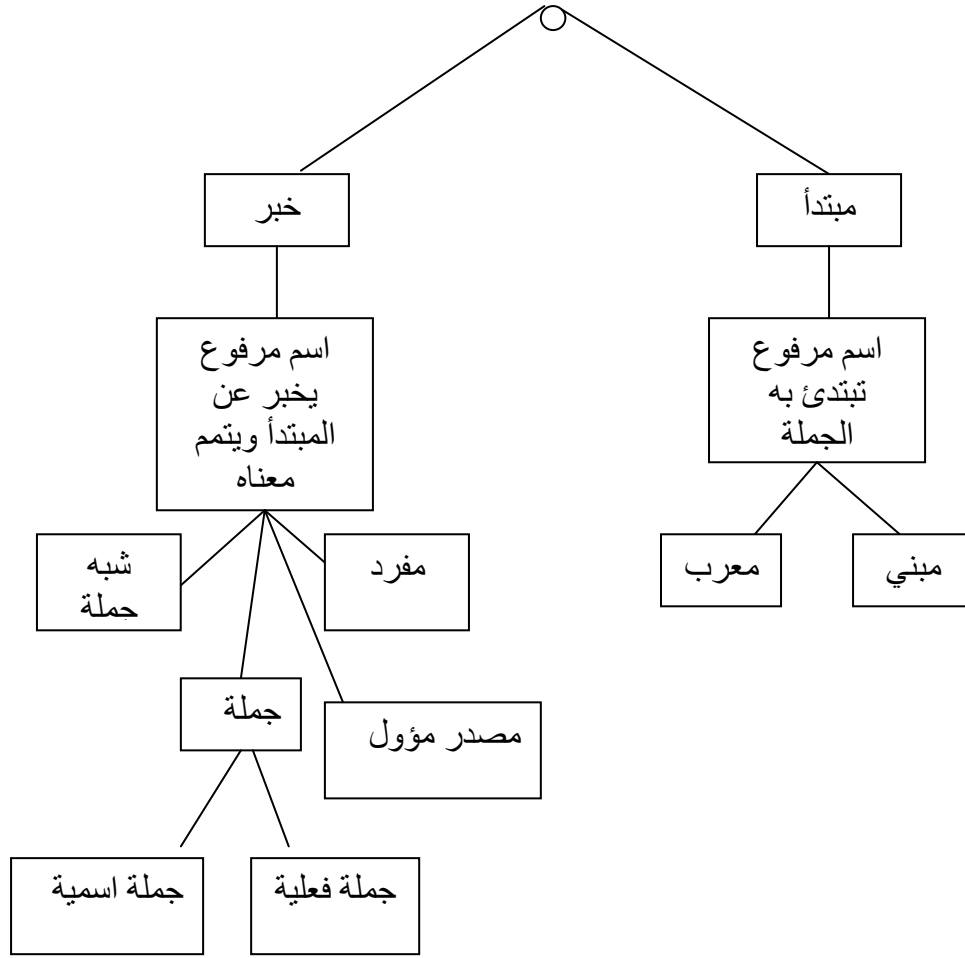 مبتدأ
خبر
اسم مرفوع
تبتدئ به
الجملة
اسم مرفوع
يخبر عن
المبتدأ ويتمم
معناه
مبني
معرب
مفرد
شبه
جملة
جملة
مصدر مؤول
جملة فعلية
جملة اسمية